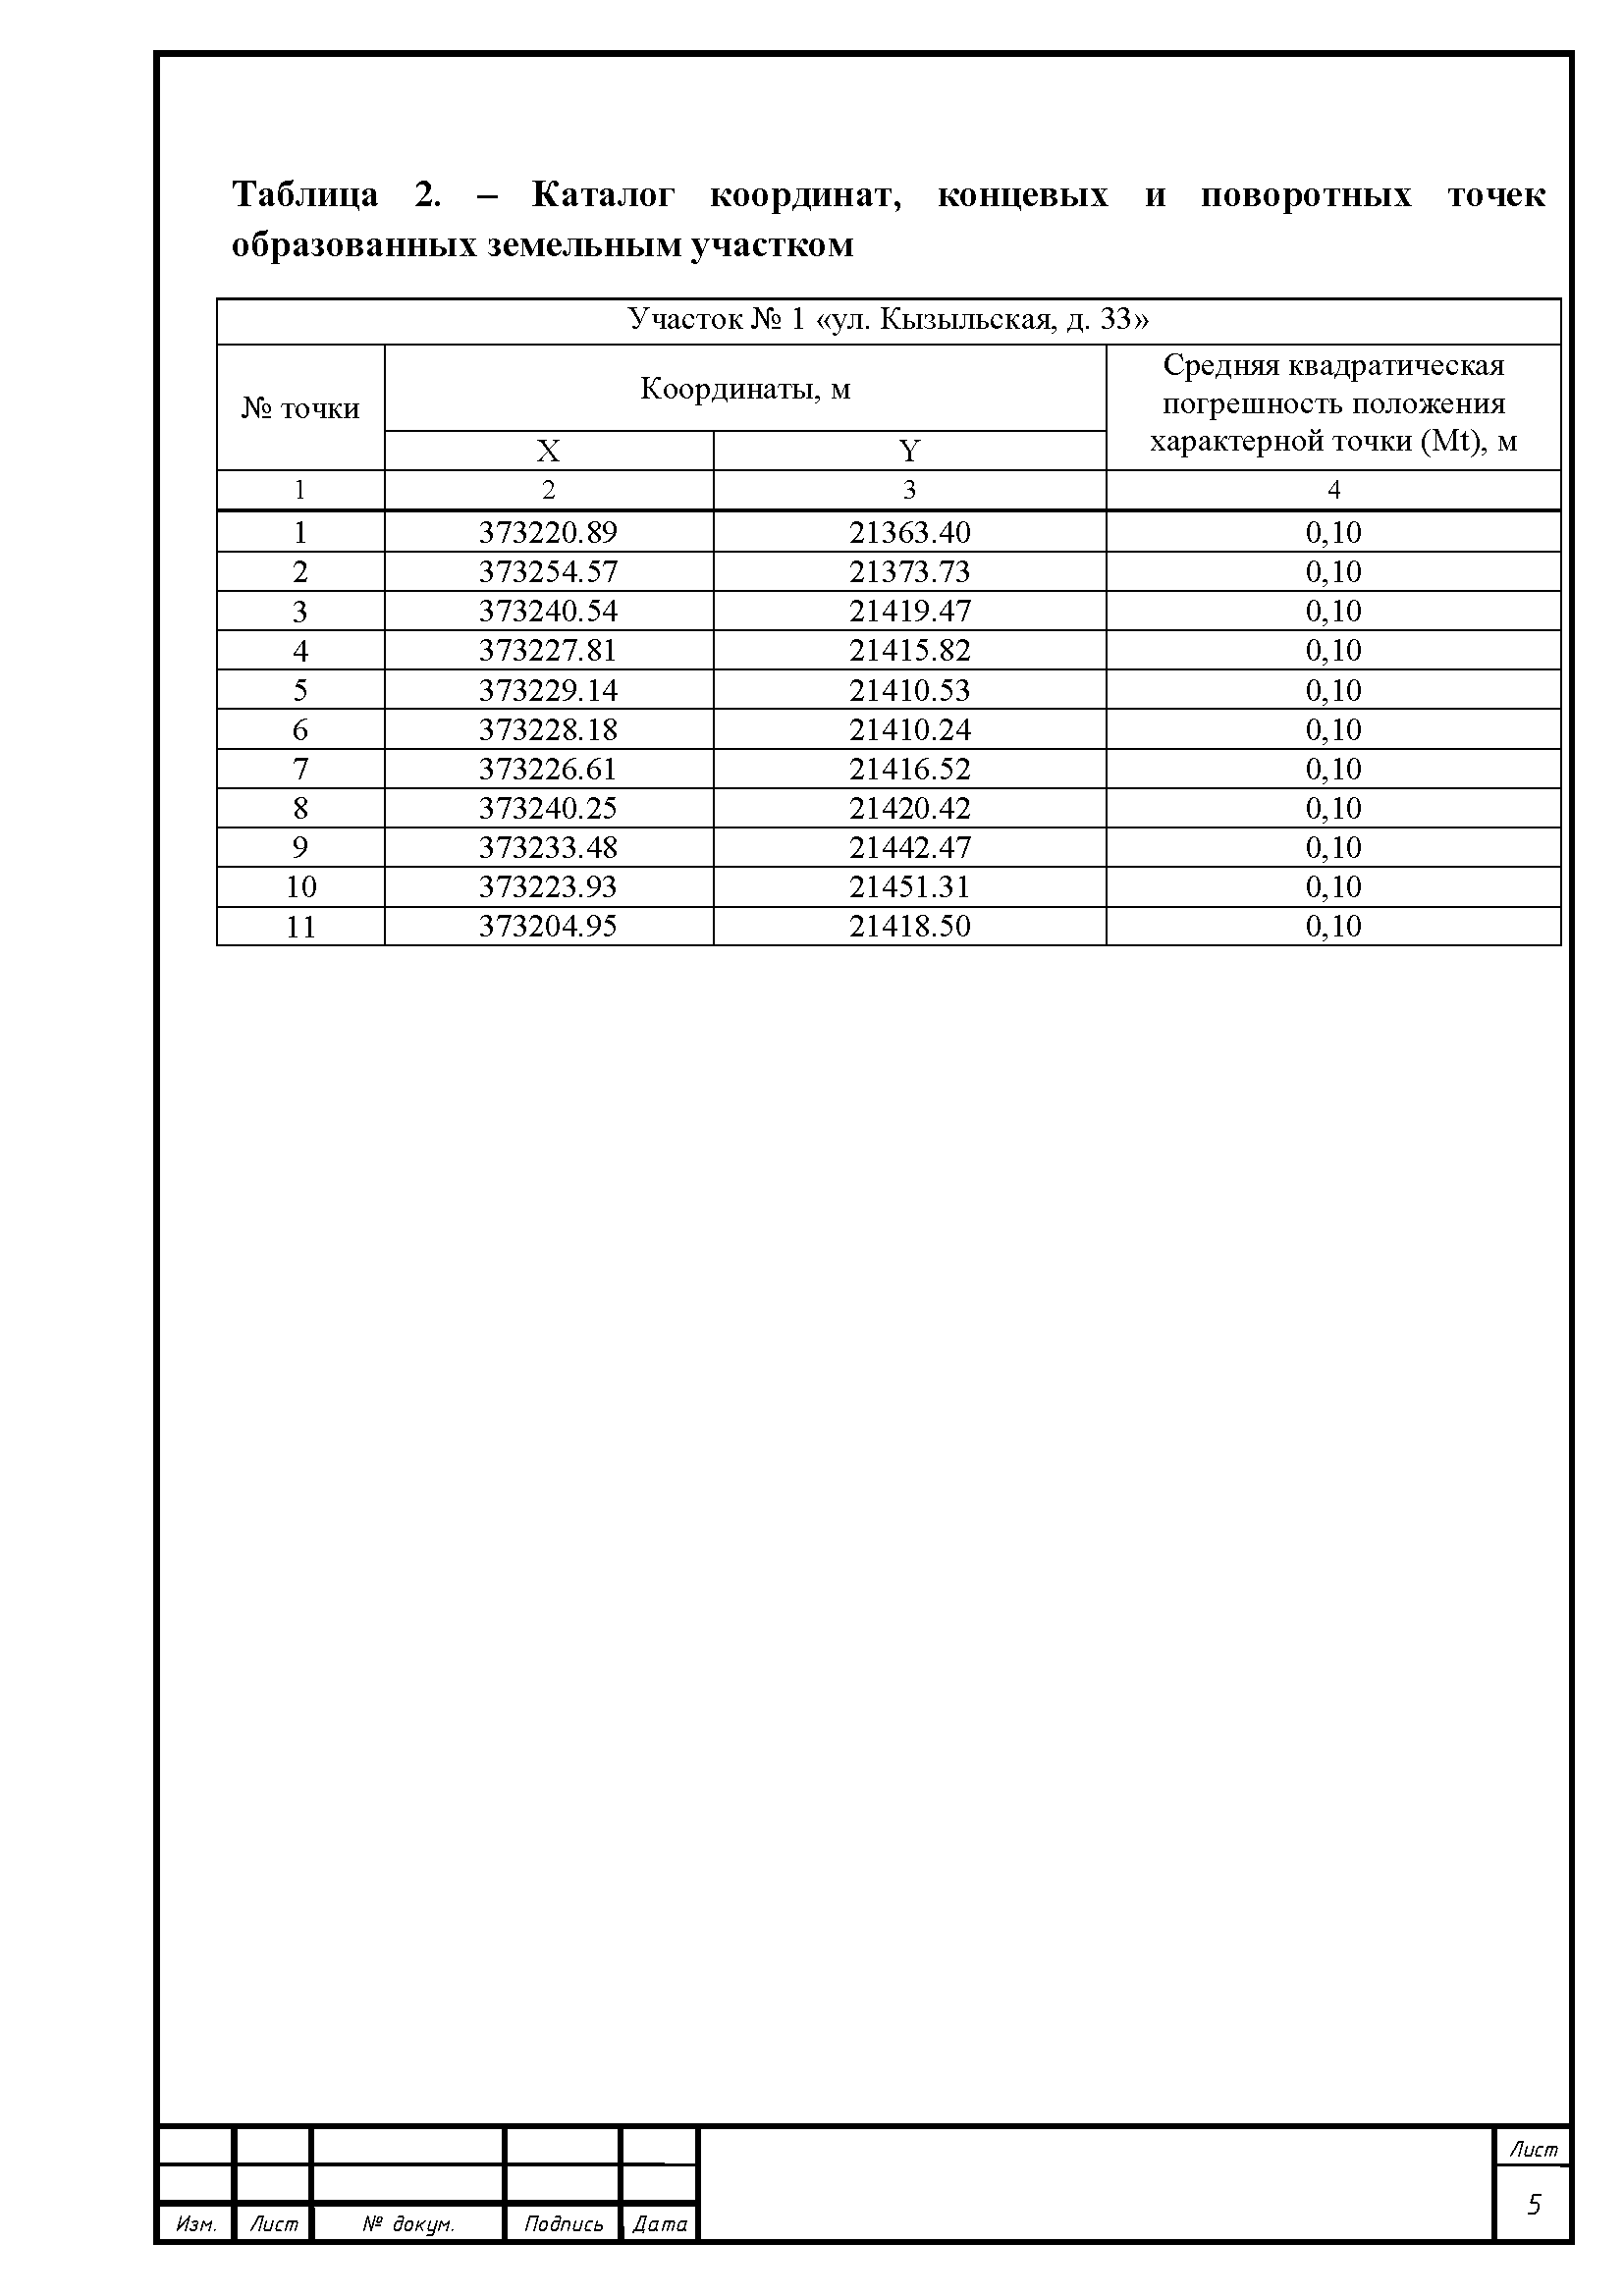 Таблица 2. – Каталог координат, концевых и поворотных точек
образованных земельным участком
Участок № 1 «ул. Кызыльская, д. 33»
№ точки
Координаты, м
Средняя квадратическая
погрешность положения
характерной точки (Mt), м
X Y
1 2 3 4
1 373220.89 21363.40 0,10
2 373254.57 21373.73 0,10
3 373240.54 21419.47 0,10
4 373227.81 21415.82 0,10
5 373229.14 21410.53 0,10
6 373228.18 21410.24 0,10
7 373226.61 21416.52 0,10
8 373240.25 21420.42 0,10
9 373233.48 21442.47 0,10
10 373223.93 21451.31 0,10
11 373204.95 21418.50 0,10
Лист
5
Изм. Лист № докум. Подпись Дата